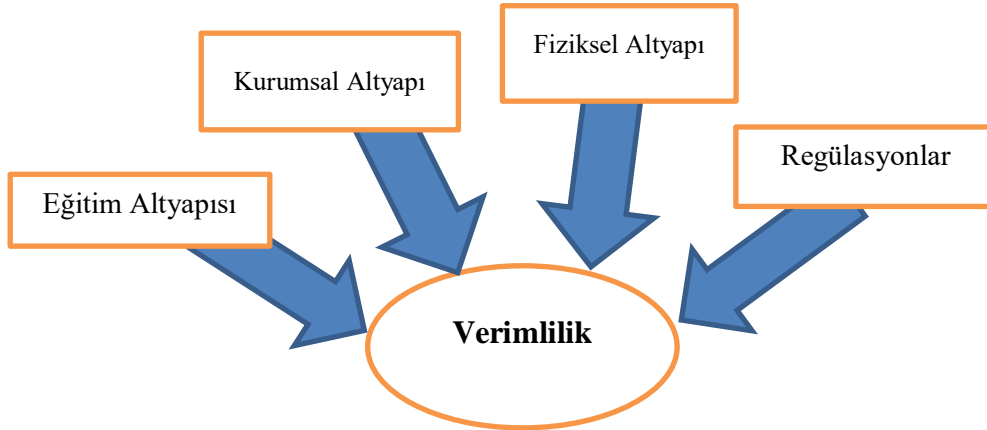 Eğitim Altyapısı
Kurumsal Altyapı
Fiziksel Altyapı
Regülasyonlar
Verimlilik